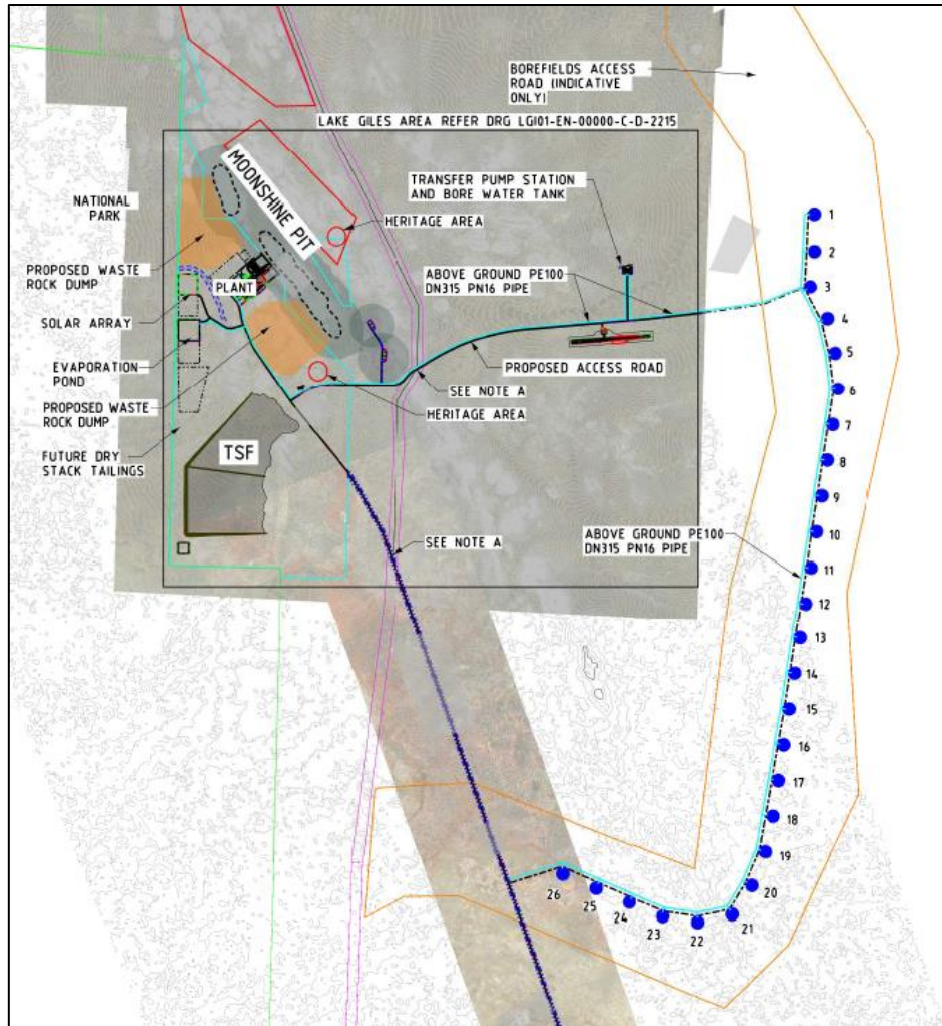 BOREFIELDS ACCESS
ROAD (INDICATIVE
ONLY)
LAKE GILES AREA REFER DRG LGI01-EN-00000-C-D-2215
MOONSHINE PIT
TRANSFER PUMP STATION
AND BORE WATER TANK
NATIONAL
PARK
HERITAGE AREA
PROPOSED WASTE
ROCK DUMP
ABOVE GROUND PE100
DN315 PN16 PIPE
PLANT
SOLAR ARRAY
EVAPORATION
POND
PROPOSED ACCESS ROAD
SEE NOTE A
PROPOSED WASTE
ROCK DUMP
HERITAGE AREA
FUTURE DRY
STACK TAILINGS
TSF
SEE NOTE A
ABOVE GROUND PE100
DN315 PN16 PIPE
1
2
3
4
5
6
7
8
9
10
11
12
13
14
15
16
17
18
19
20
21
22
23
24
25
26